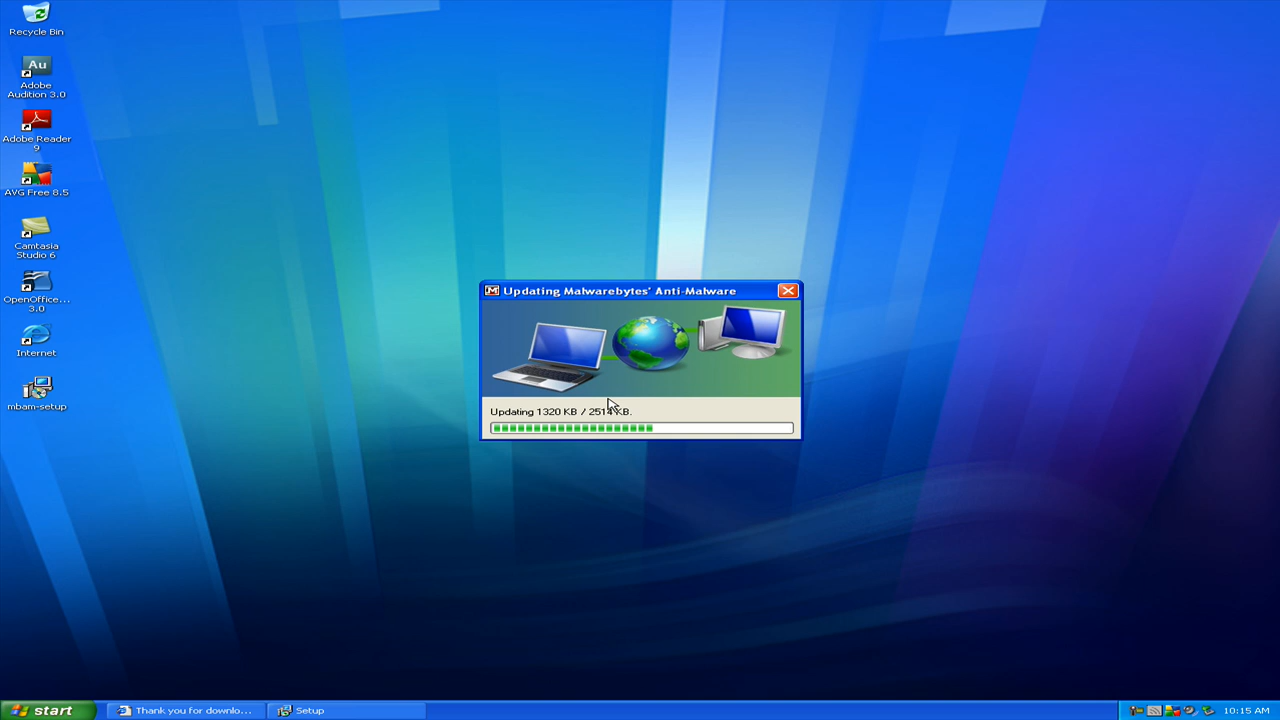 Recycle Bin
Au
Adobe
Audition 3.0
Adobe Reader
9
AVG Free 8.5
Camtasia
Studio 6
OpenOffice...
3.0
Internet
mbam-setup
M Updating Malwarebytes' Anti-Malware
Updating 1320 KB / 2514 KB.
start
Thank you for downlo...
Setup
10:15 AM